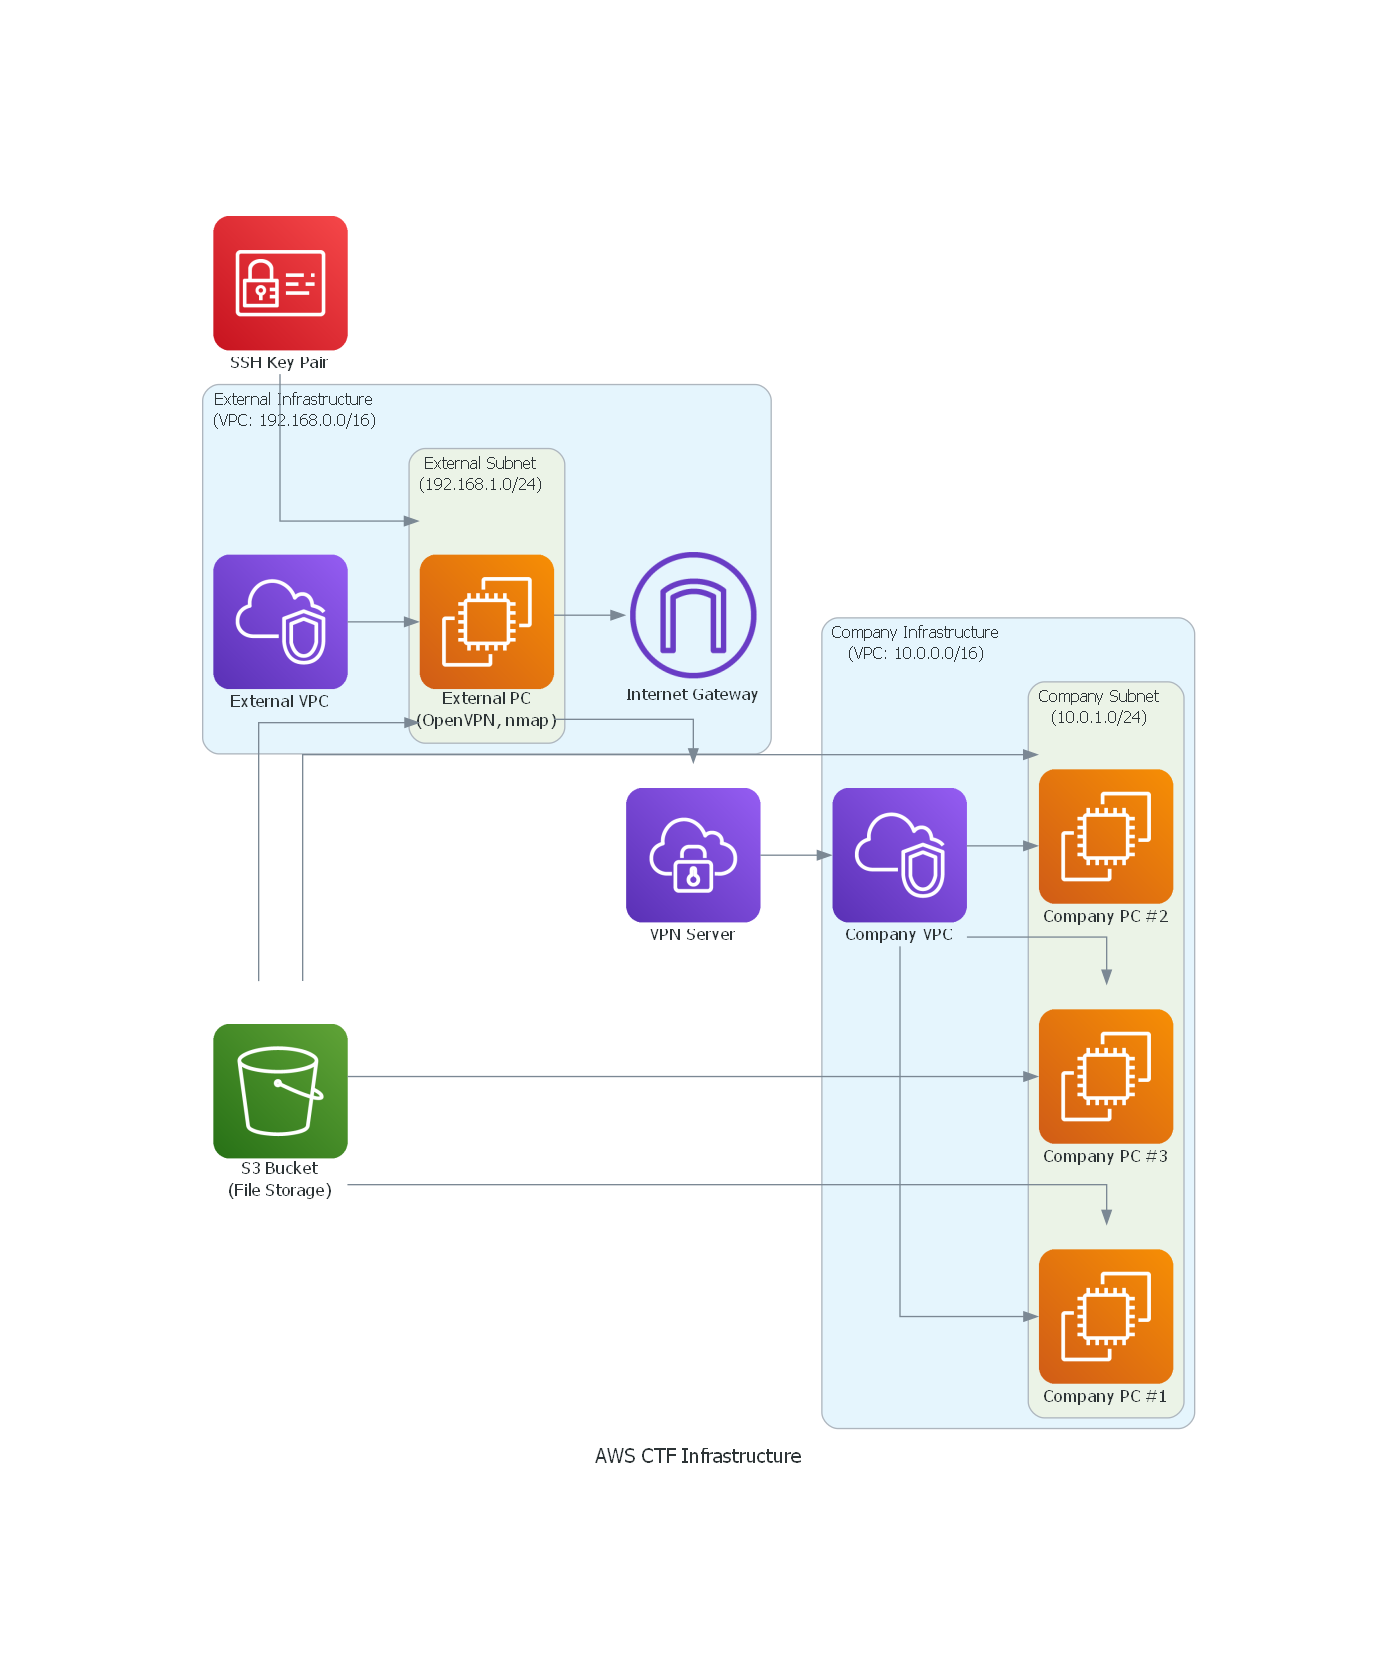 SSH Key Pair
External Infrastructure
(VPC: 192.168.0.0/16)
External Subnet
(192.168.1.0/24)
External VPC
External PC
(OpenVPN, nmap)
Internet Gateway
Company Infrastructure
(VPC: 10.0.0.0/16)
Company Subnet
(10.0.1.0/24)
VPN Server
Company VPC
Company PC #2
S3 Bucket
(File Storage)
Company PC #3
Company PC #1
AWS CTF Infrastructure